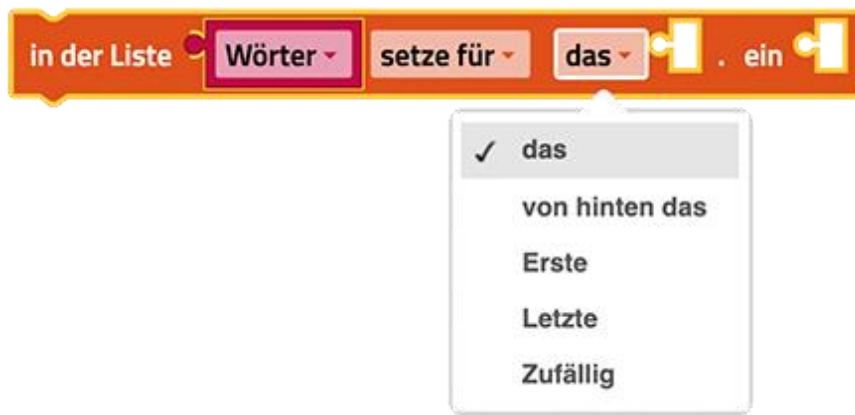 in der Liste Wörter setze für das . ein
✓ das
von hinten das
Erste
Letzte
Zufällig